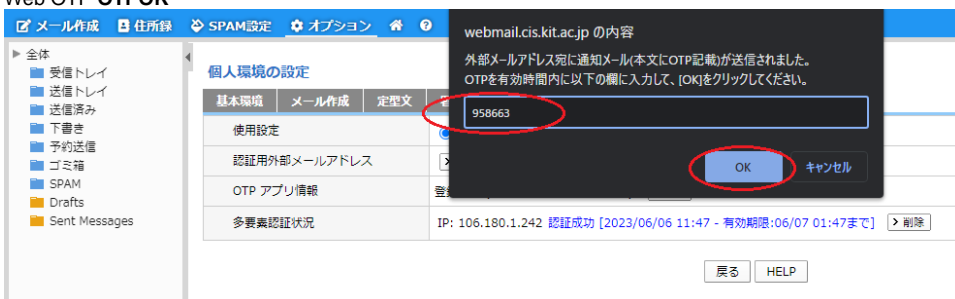 メール作成 住所録 SPAM設定 オプション
全体
受信トレイ
送信トレイ
送信済み
下書き
予約送信
ゴミ箱
SPAM
Drafts
Sent Messages
個人環境の設定
基本環境 メール作成 定型文
使用設定
認証用外部メールアドレス
OTP アプリ情報
多要素認証状況 IP: 106.180.1.242 認証成功 [2023/06/06 11:47 - 有効期限:06/07 01:47まで] 削除
戻る HELP
webmail.cis.kit.ac.jp の内容
外部メールアドレス宛に通知メール(本文にOTP記載)が送信されました。
OTPを有効時間内に以下の欄に入力して、[OK]をクリックしてください。
958663
OK キャンセル